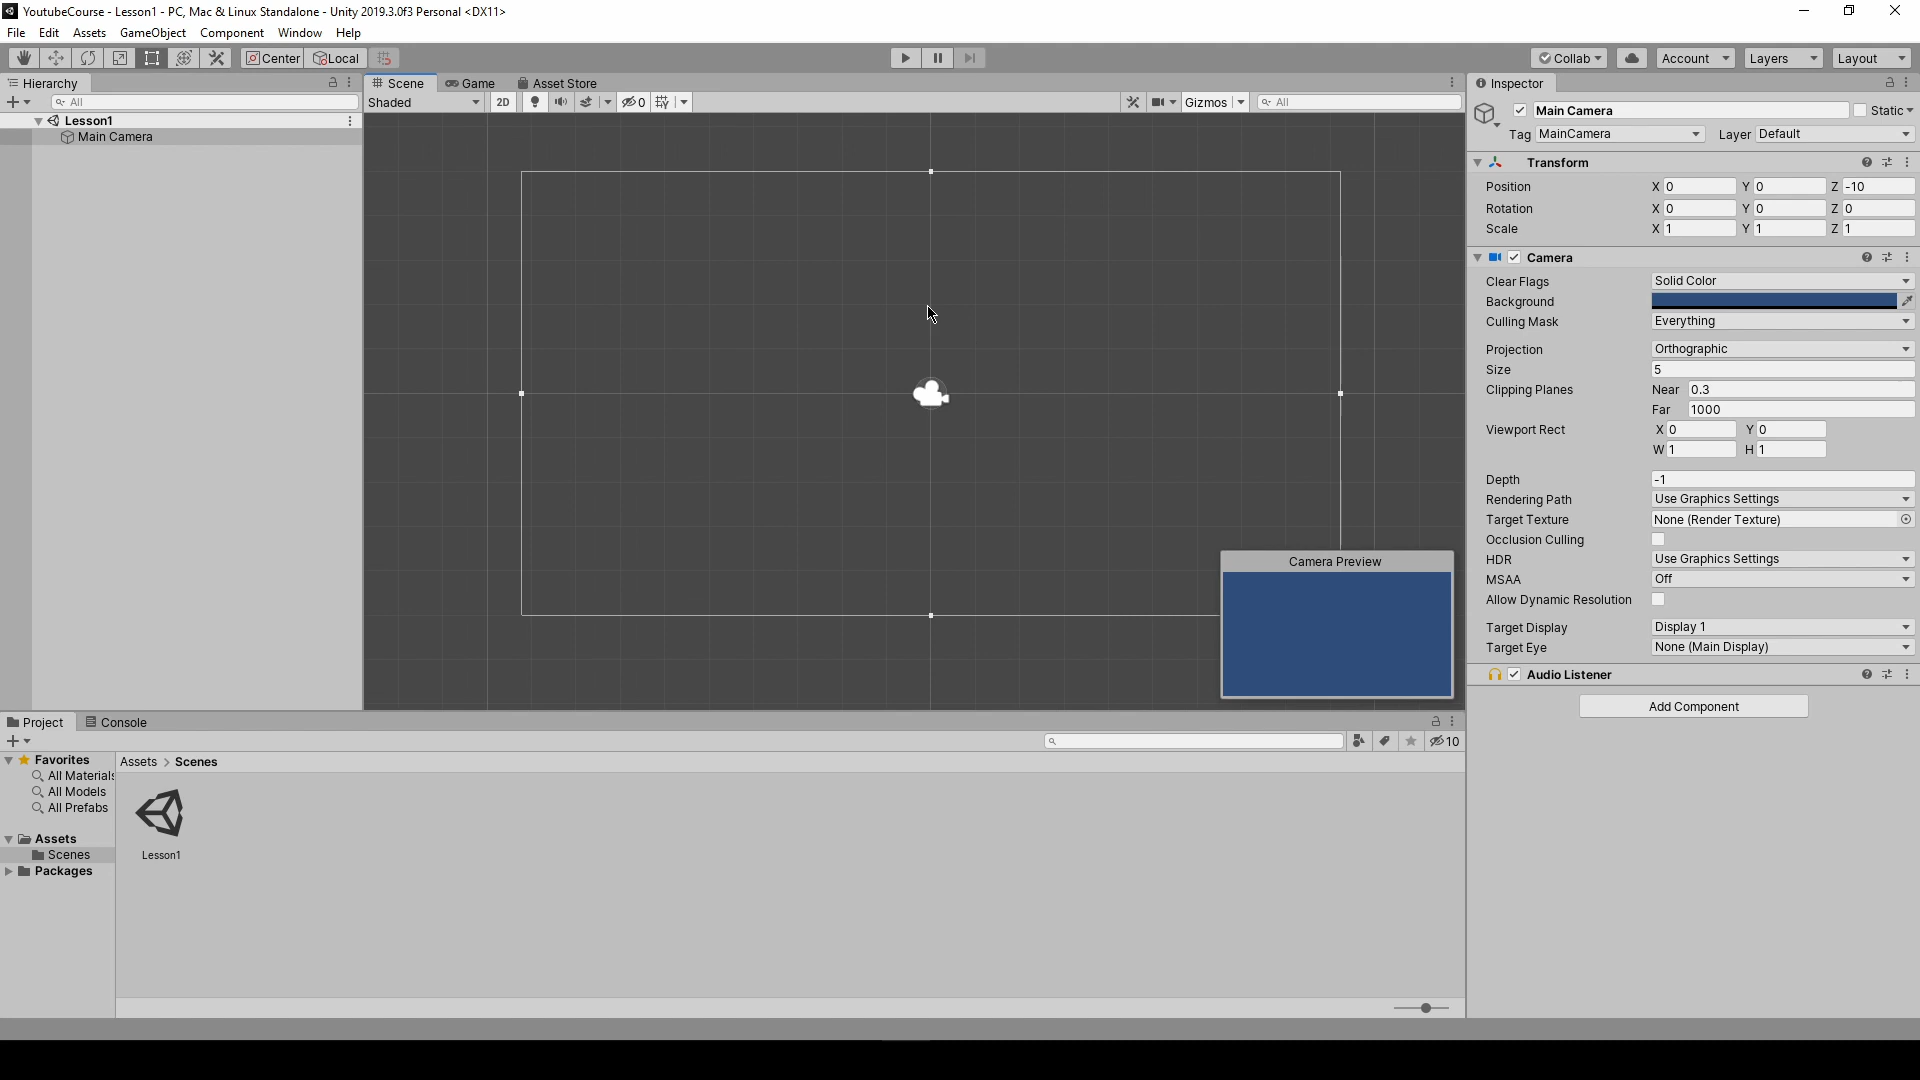 YoutubeCourse - Lesson1 - PC, Mac & Linux Standalone - Unity 2019.3.0f3 Personal <DX11>
File Edit Assets GameObject Component Window Help
Center Local Collab Account Layers Layout
Hierarchy
All
Lesson1
Main Camera
Scene Game Asset Store
Shaded 2D 0 Gizmos All
Camera Preview
Inspector
Main Camera Static
Tag MainCamera Layer Default
Transform
Position X 0 Y 0 Z -10
Rotation X 0 Y 0 Z 0
Scale X 1 Y 1 Z 1
Camera
Clear Flags Solid Color
Background
Culling Mask Everything
Projection Orthographic
Size 5
Clipping Planes Near 0.3
Far 1000
Viewport Rect X 0 Y 0
W 1 H 1
Depth -1
Rendering Path Use Graphics Settings
Target Texture None (Render Texture)
Occlusion Culling
HDR Use Graphics Settings
MSAA Off
Allow Dynamic Resolution
Target Display Display 1
Target Eye None (Main Display)
Audio Listener
Add Component
Project Console
10
Favorites
All Materials
All Models
All Prefabs
Assets
Scenes
Packages
Assets > Scenes
Lesson1